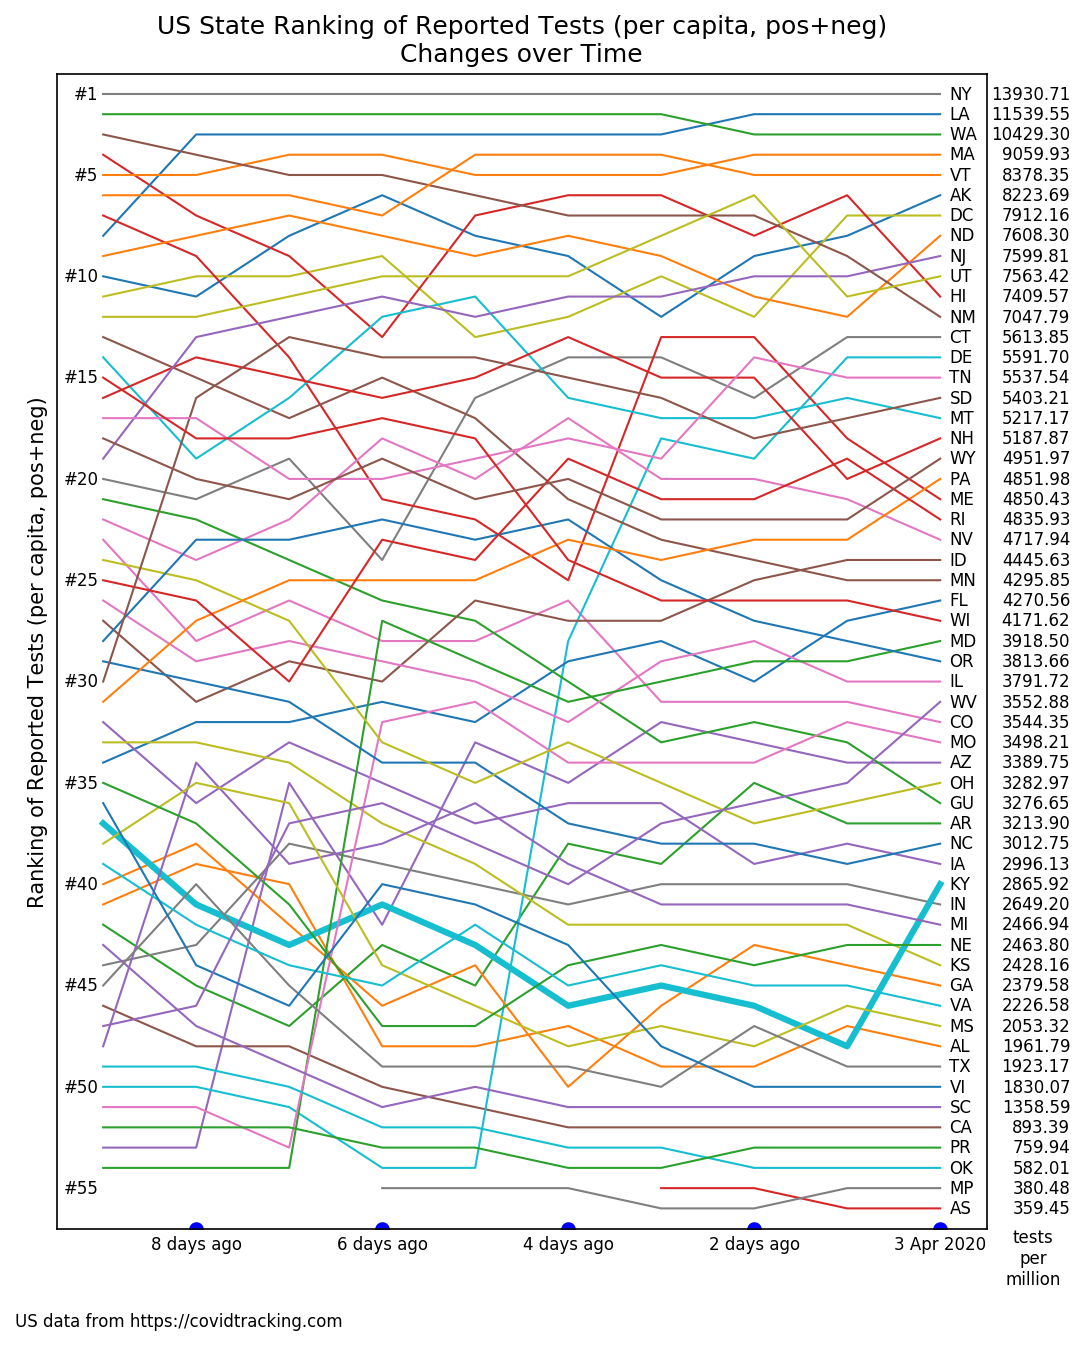 US State Ranking of Reported Tests (per capita, pos+neg)
Changes over Time
Ranking of Reported Tests (per capita, pos+neg)
#1
#5
#10
#15
#20
#25
#30
#35
#40
#45
#50
#55
NY 13930.71
LA 11539.55
WA 10429.30
MA 9059.93
VT 8378.35
AK 8223.69
DC 7912.16
ND 7608.30
NJ 7599.81
UT 7563.42
HI 7409.57
NM 7047.79
CT 5613.85
DE 5591.70
TN 5537.54
SD 5403.21
MT 5217.17
NH 5187.87
WY 4951.97
PA 4851.98
ME 4850.43
RI 4835.93
NV 4717.94
ID 4445.63
MN 4295.85
FL 4270.56
WI 4171.62
MD 3918.50
OR 3813.66
IL 3791.72
WV 3552.88
CO 3544.35
MO 3498.21
AZ 3389.75
OH 3282.97
GU 3276.65
AR 3213.90
NC 3012.75
IA 2996.13
KY 2865.92
IN 2649.20
MI 2466.94
NE 2463.80
KS 2428.16
GA 2379.58
VA 2226.58
MS 2053.32
AL 1961.79
TX 1923.17
VI 1830.07
SC 1358.59
CA 893.39
PR 759.94
OK 582.01
MP 380.48
AS 359.45
8 days ago 6 days ago 4 days ago 2 days ago 3 Apr 2020
tests
per
million
US data from https://covidtracking.com